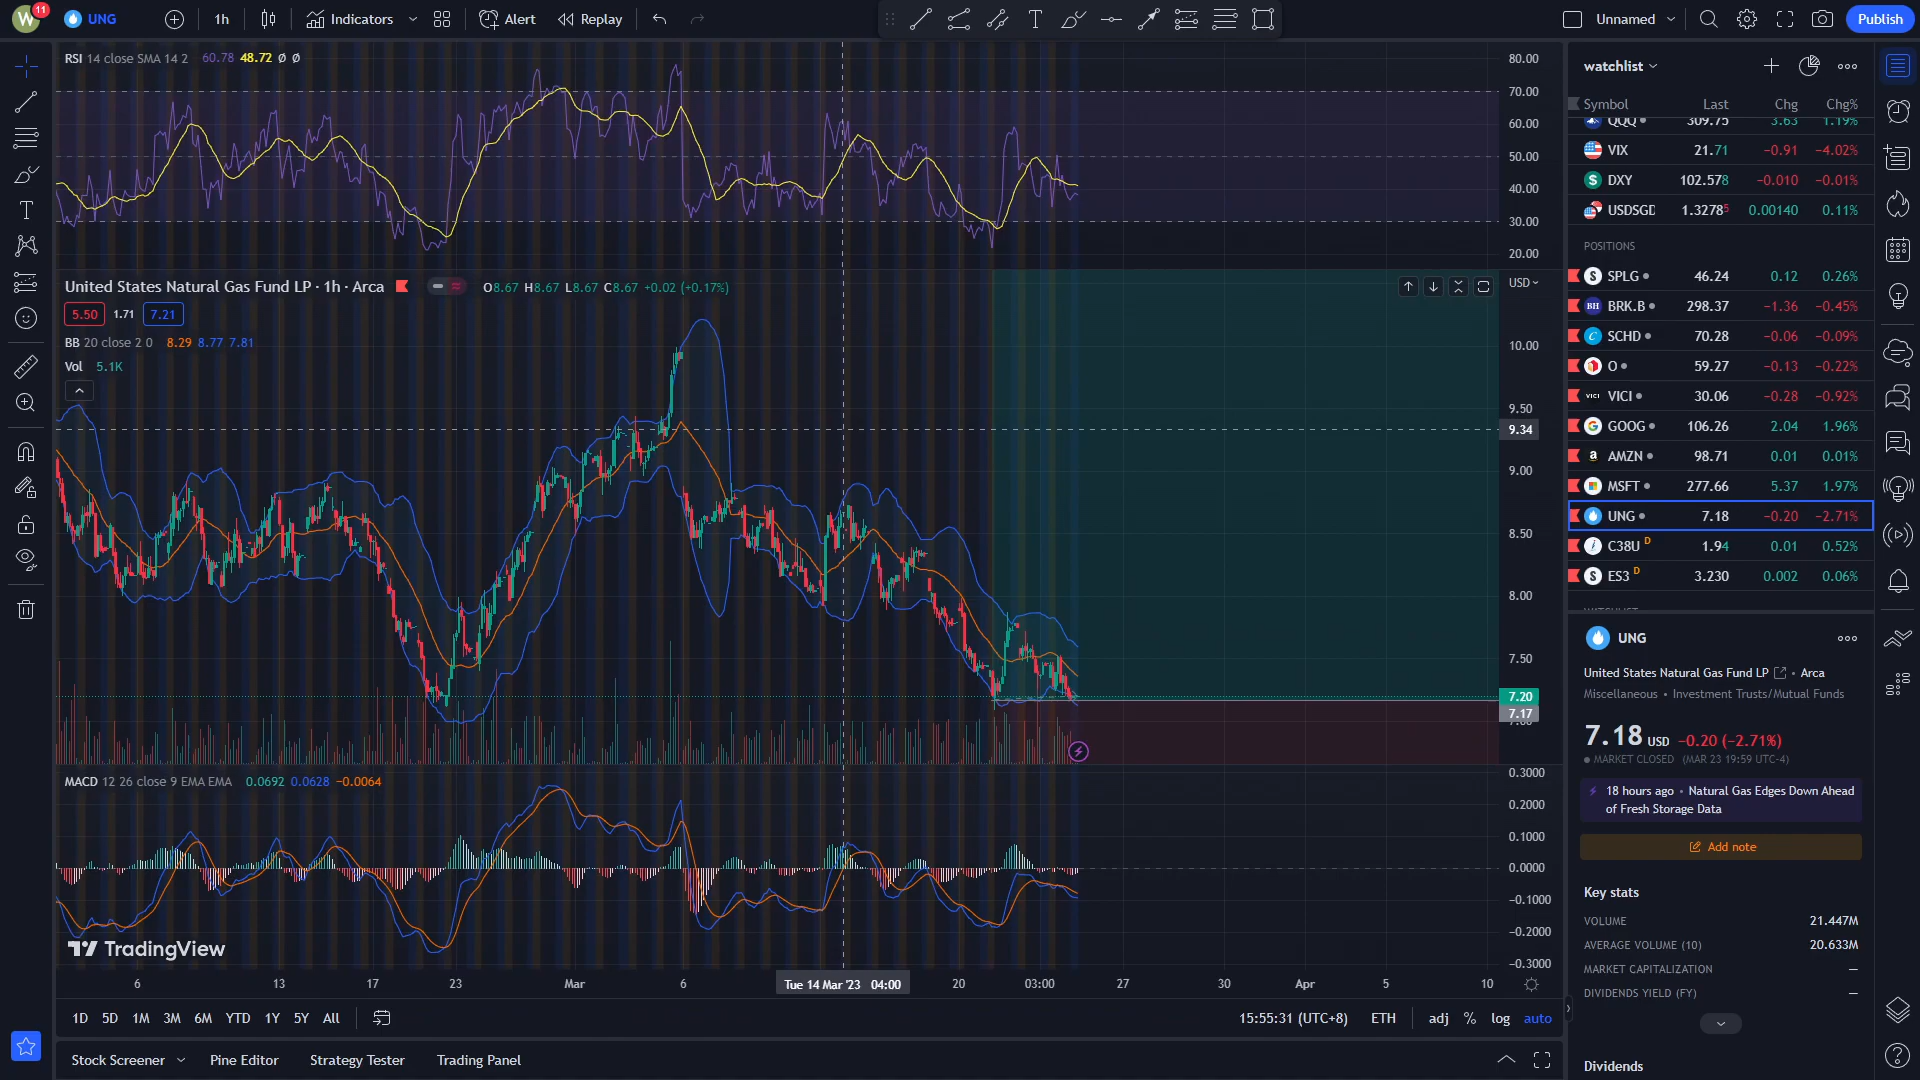 W 11 UNG 1h Indicators Alert Replay Unnamed Publish
RSI 14 close SMA 14 2 60.78 48.72 Ø Ø
80.00
70.00
60.00
50.00
40.00
30.00
20.00
United States Natural Gas Fund LP · 1h · Arca O8.67 H8.67 L8.67 C8.67 +0.02 (+0.17%)
USD
5.50 1.71 7.21
BB 20 close 2 0 8.29 8.77 7.81
Vol 5.1K
10.00
9.50
9.34
9.00
8.50
8.00
7.50
7.20
7.17
7.00
MACD 12 26 close 9 EMA EMA 0.0692 0.0628 −0.0064
0.3000
0.2000
0.1000
0.0000
−0.1000
−0.2000
−0.3000
TradingView
6 13 17 23 Mar 6 Tue 14 Mar '23 04:00 20 03:00 27 30 Apr 5 10
1D 5D 1M 3M 6M YTD 1Y 5Y All 15:55:31 (UTC+8) ETH adj % log auto
Stock Screener Pine Editor Strategy Tester Trading Panel
watchlist
Symbol Last Chg Chg%
QQQ 309.75 3.63 1.19%
VIX 21.71 −0.91 −4.02%
DXY 102.578 −0.010 −0.01%
USDSGD 1.32785 0.00140 0.11%
POSITIONS
SPLG 46.24 0.12 0.26%
BRK.B 298.37 −1.36 −0.45%
SCHD 70.28 −0.06 −0.09%
O 59.27 −0.13 −0.22%
VICI VICI 30.06 −0.28 −0.92%
GOOG 106.26 2.04 1.96%
AMZN 98.71 0.01 0.01%
MSFT 277.66 5.37 1.97%
UNG 7.18 −0.20 −2.71%
C38U D 1.94 0.01 0.52%
ES3 D 3.230 0.002 0.06%
UNG
United States Natural Gas Fund LP • Arca
Miscellaneous • Investment Trusts/Mutual Funds
7.18 USD −0.20 (−2.71%)
MARKET CLOSED (MAR 23 19:59 UTC-4)
18 hours ago • Natural Gas Edges Down Ahead
of Fresh Storage Data
Add note
Key stats
VOLUME 21.447M
AVERAGE VOLUME (10) 20.633M
MARKET CAPITALIZATION —
DIVIDENDS YIELD (FY) —
Dividends